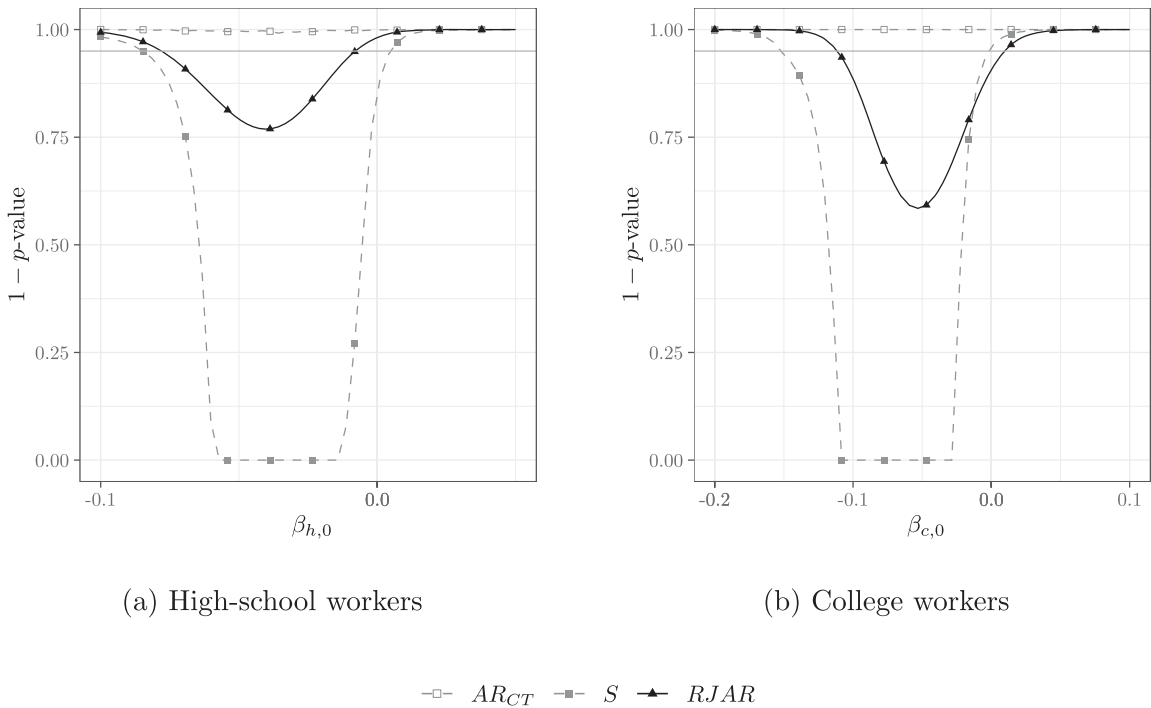 1.00
0.75
0.50
0.25
0.00
1 − p-value
-0.1
0.0
β_{h,0}
(a) High-school workers
1.00
0.75
0.50
0.25
0.00
1 − p-value
-0.2
-0.1
0.0
0.1
β_{c,0}
(b) College workers
AR_{CT} S RJAR